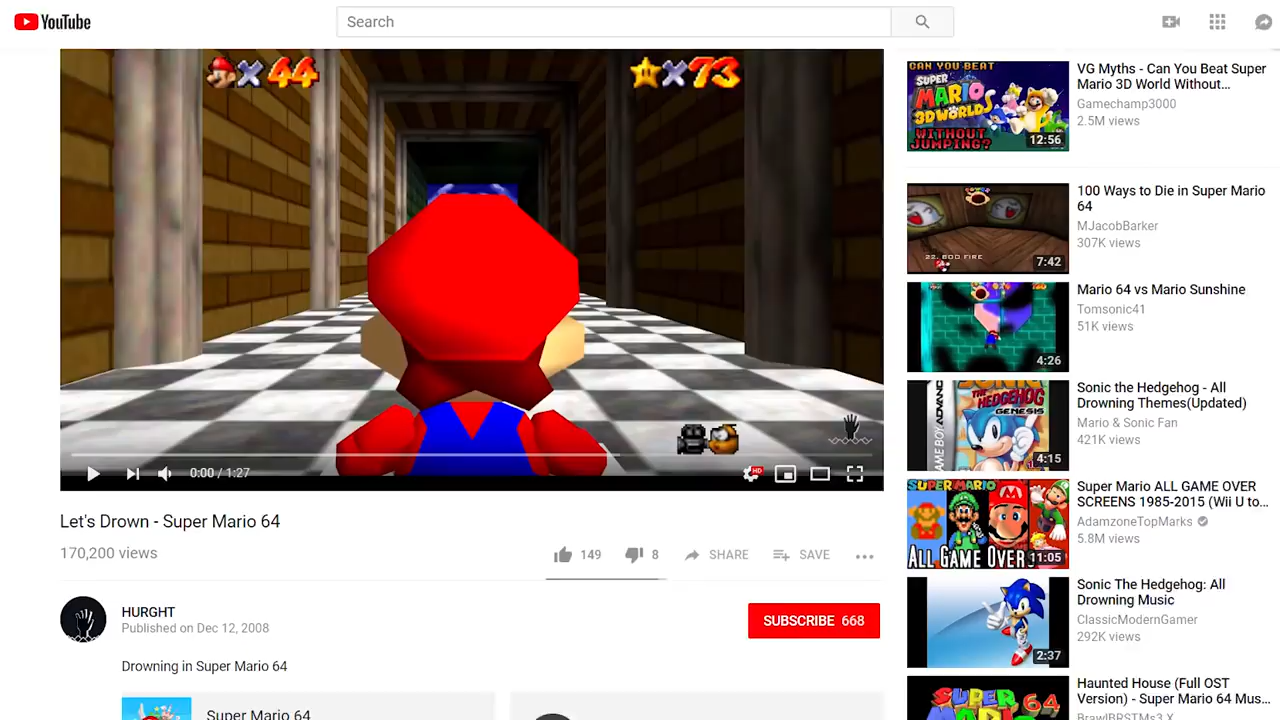 YouTube
Search
× 44
× 73
0:00 / 1:27
HD
Let's Drown - Super Mario 64
170,200 views
149
8
SHARE
SAVE
HURGHT
Published on Dec 12, 2008
SUBSCRIBE 668
Drowning in Super Mario 64
Super Mario 64
CAN YOU BEAT
SUPER
MARIO
3D WORLD
WITHOUT
JUMPING?
12:56
VG Myths - Can You Beat Super
Mario 3D World Without...
Gamechamp3000
2.5M views
22. BOO FIRE
7:42
100 Ways to Die in Super Mario
64
MJacobBarker
307K views
4:26
Mario 64 vs Mario Sunshine
Tomsonic41
51K views
SONIC
THE HEDGEHOG
GENESIS
GAME BOY ADVANC
4:15
Sonic the Hedgehog - All
Drowning Themes(Updated)
Mario & Sonic Fan
421K views
SUPER MARIO
ALL GAME OVER
11:05
Super Mario ALL GAME OVER
SCREENS 1985-2015 (Wii U to...
AdamzoneTopMarks
5.8M views
2:37
Sonic The Hedgehog: All
Drowning Music
ClassicModernGamer
292K views
SUPER 64
Haunted House (Full OST
Version) - Super Mario 64 Mus...
BrawlBRSTMs3 X